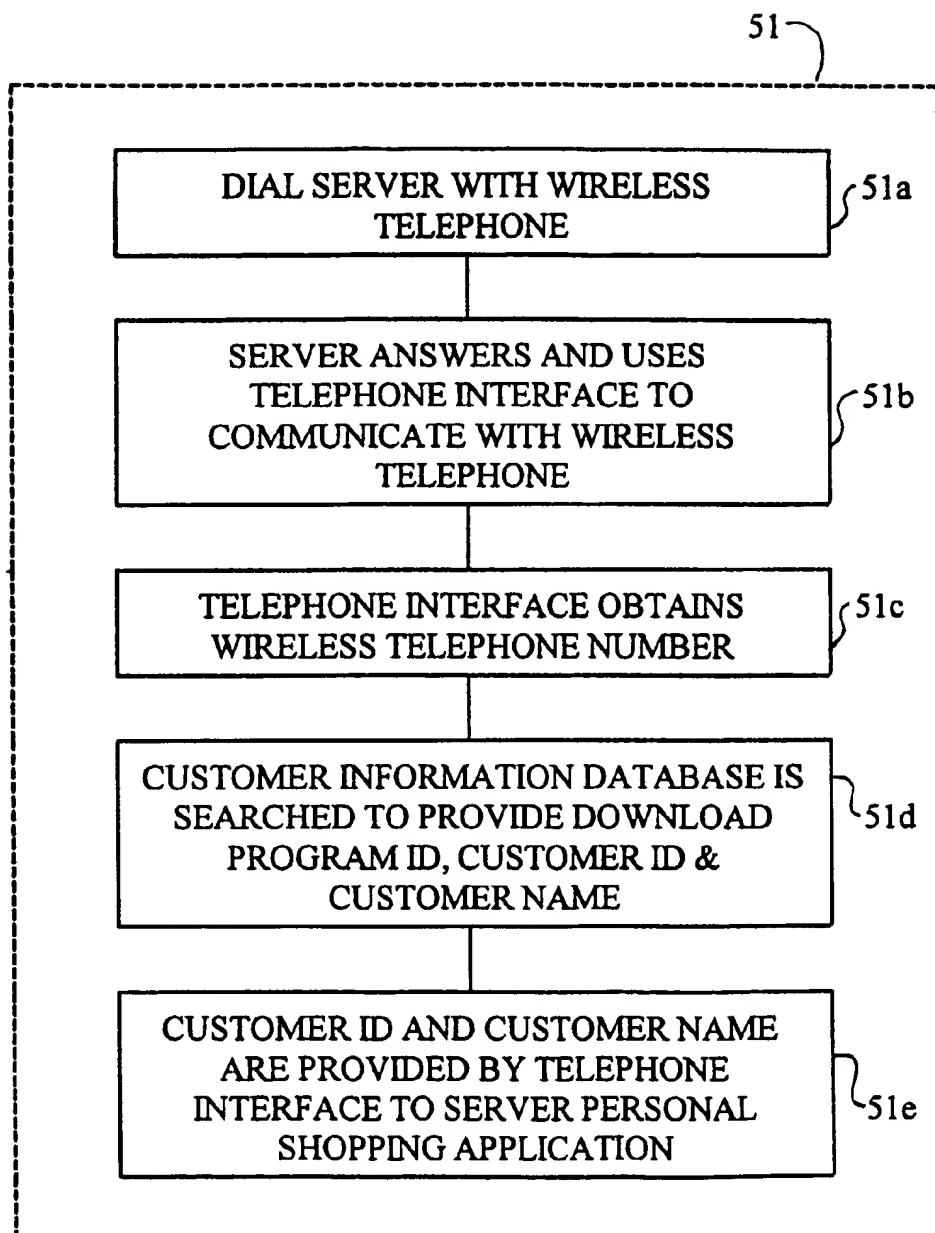 51
DIAL SERVER WITH WIRELESS
TELEPHONE
51a
SERVER ANSWERS AND USES
TELEPHONE INTERFACE TO
COMMUNICATE WITH WIRELESS
TELEPHONE
51b
TELEPHONE INTERFACE OBTAINS
WIRELESS TELEPHONE NUMBER
51c
CUSTOMER INFORMATION DATABASE IS
SEARCHED TO PROVIDE DOWNLOAD
PROGRAM ID, CUSTOMER ID &
CUSTOMER NAME
51d
CUSTOMER ID AND CUSTOMER NAME
ARE PROVIDED BY TELEPHONE
INTERFACE TO SERVER PERSONAL
SHOPPING APPLICATION
51e